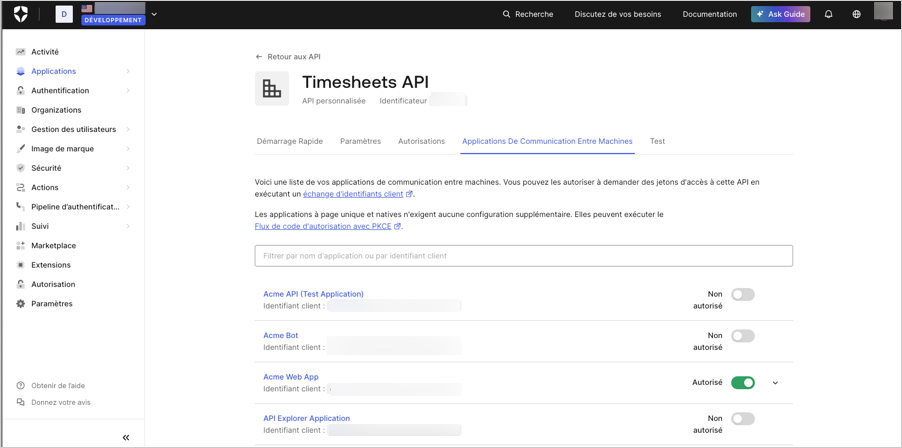 D
DÉVELOPPEMENT
Recherche
Discutez de vos besoins
Documentation
Ask Guide
Activité
Applications
Authentification
Organizations
Gestion des utilisateurs
Image de marque
Sécurité
Actions
Pipeline d'authentificat...
Suivi
Marketplace
Extensions
Autorisation
Paramètres
Obtenir de l'aide
Donnez votre avis
Retour aux API
Timesheets API
API personnalisée Identificateur
Démarrage Rapide Paramètres Autorisations Applications De Communication Entre Machines Test
Voici une liste de vos applications de communication entre machines. Vous pouvez les autoriser à demander des jetons d'accès à cette API en
exécutant un échange d'identifiants client.
Les applications à page unique et natives n'exigent aucune configuration supplémentaire. Elles peuvent exécuter le
Flux de code d'autorisation avec PKCE.
Filtrer par nom d'application ou par identifiant client
Acme API (Test Application)
Identifiant client :
Non
autorisé
Acme Bot
Identifiant client :
Non
autorisé
Acme Web App
Identifiant client :
Autorisé
API Explorer Application
Identifiant client :
Non
autorisé